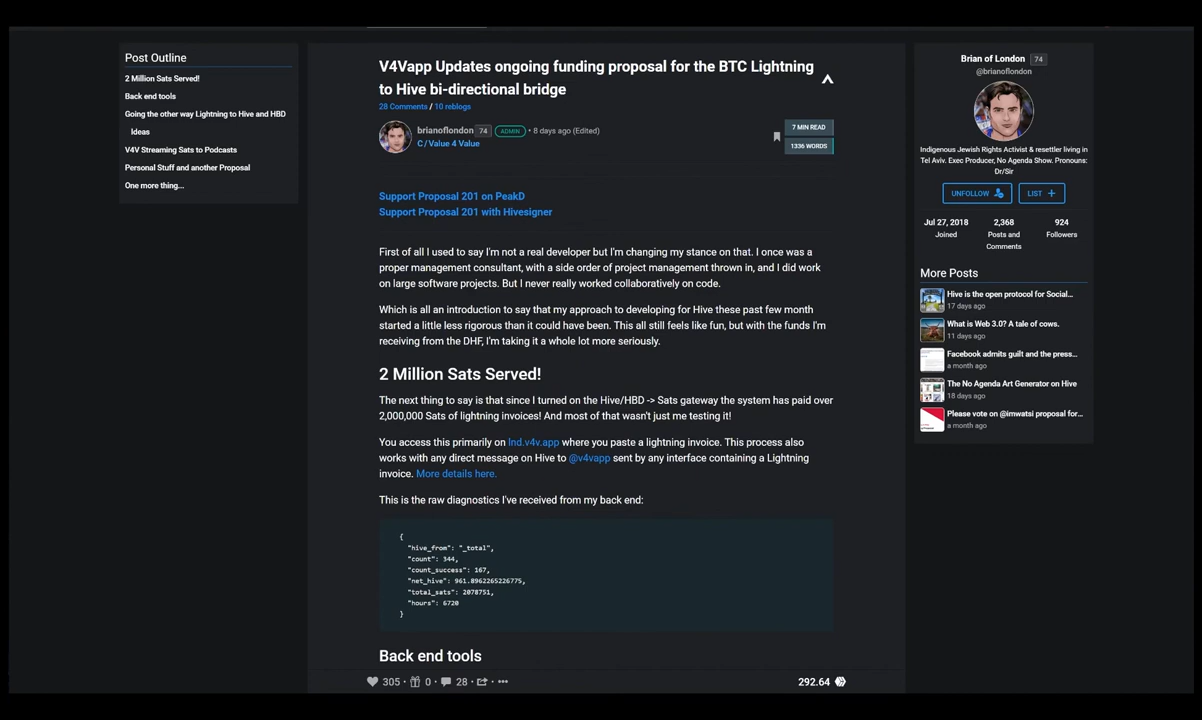 Post Outline
2 Million Sats Served!
Back end tools
Going the other way Lightning to Hive and HBD
Ideas
V4V Streaming Sats to Podcasts
Personal Stuff and another Proposal
One more thing...
V4Vapp Updates ongoing funding proposal for the BTC Lightning
to Hive bi-directional bridge
28 Comments / 10 reblogs
brianoflondon 74 ADMIN • 8 days ago (Edited)
C / Value 4 Value
7 MIN READ
1336 WORDS
Support Proposal 201 on PeakD
Support Proposal 201 with Hivesigner
First of all I used to say I'm not a real developer but I'm changing my stance on that. I once was a
proper management consultant, with a side order of project management thrown in, and I did work
on large software projects. But I never really worked collaboratively on code.
Which is all an introduction to say that my approach to developing for Hive these past few month
started a little less rigorous than it could have been. This all still feels like fun, but with the funds I'm
receiving from the DHF, I'm taking it a whole lot more seriously.
2 Million Sats Served!
The next thing to say is that since I turned on the Hive/HBD -> Sats gateway the system has paid over
2,000,000 Sats of lightning invoices! And most of that wasn't just me testing it!
You access this primarily on lnd.v4v.app where you paste a lightning invoice. This process also
works with any direct message on Hive to @v4vapp sent by any interface containing a Lightning
invoice. More details here.
This is the raw diagnostics I've received from my back end:
{
"hive_from": "_total",
"count": 344,
"count_success": 167,
"net_hive": 961.8962265226775,
"total_sats": 2078751,
"hours": 6720
}
Back end tools
305 • 0 • 28 • • •••
292.64
Brian of London 74
@brianoflondon
Indigenous Jewish Rights Activist & resettler living in
Tel Aviv. Exec Producer, No Agenda Show. Pronouns:
Dr/Sir
UNFOLLOW
LIST +
Jul 27, 2018
Joined
2,368
Posts and
Comments
924
Followers
More Posts
Hive is the open protocol for Social...
17 days ago
What is Web 3.0? A tale of cows.
11 days ago
Facebook admits guilt and the press...
a month ago
The No Agenda Art Generator on Hive
18 days ago
Please vote on @imwatsi proposal for...
a month ago